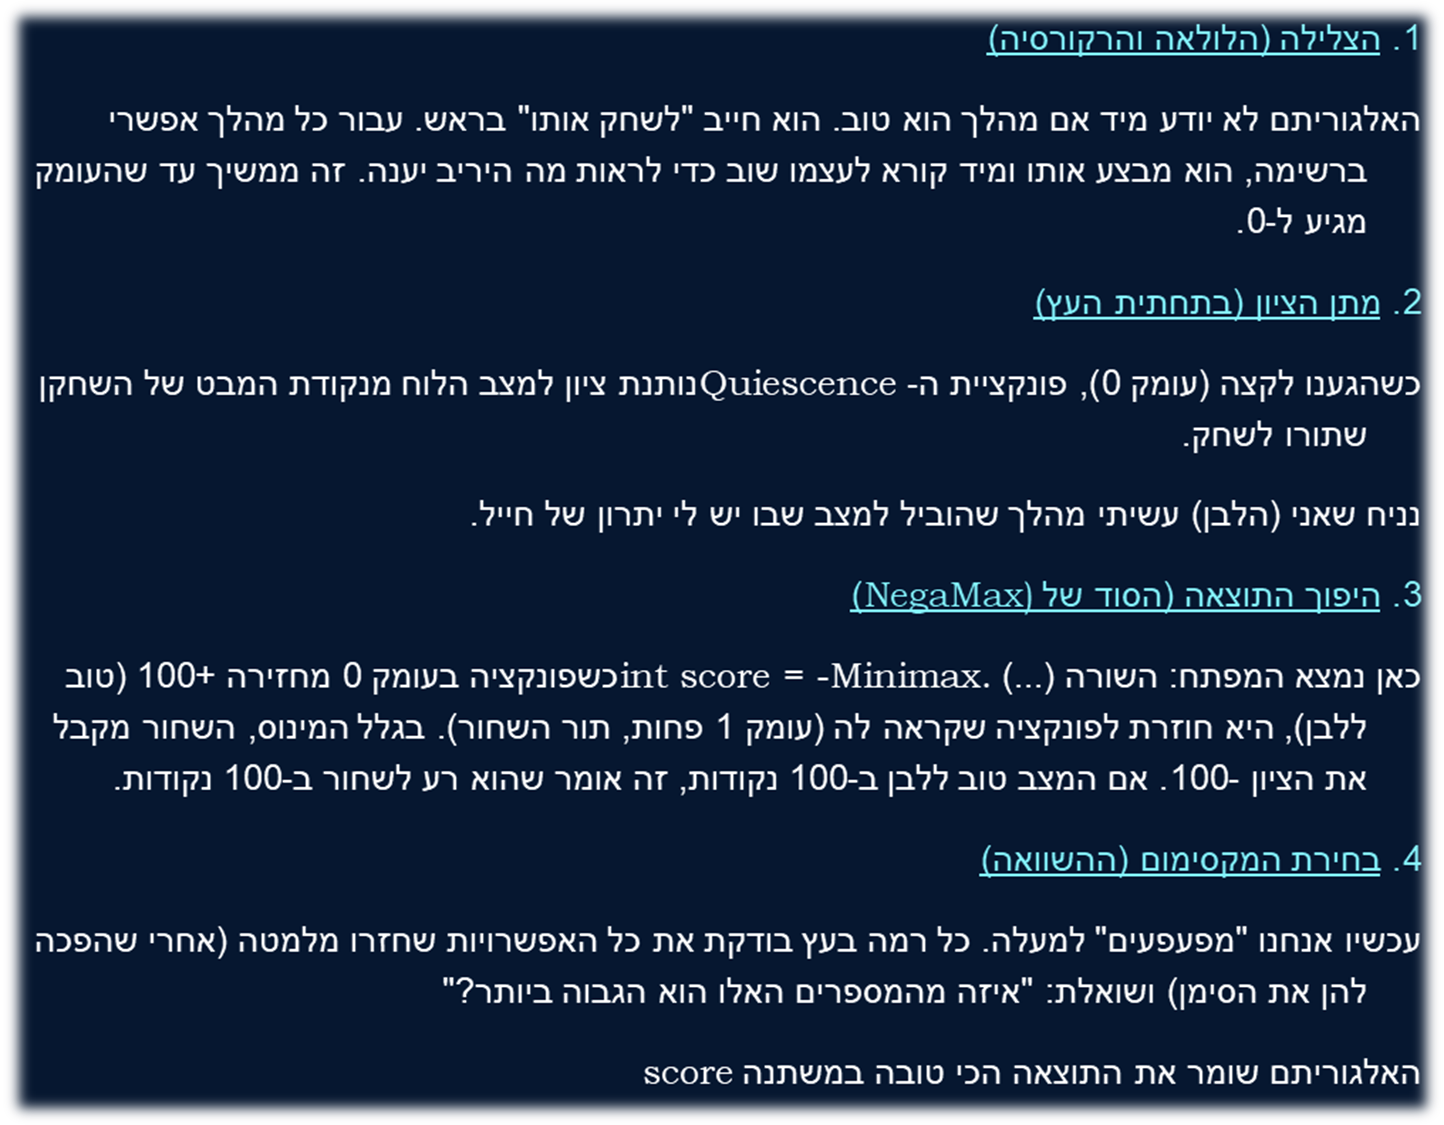 1. הצלילה (הלולאה והרקורסיה)
האלגוריתם לא יודע מיד אם מהלך הוא טוב. הוא חייב "לשחק אותו" בראש. עבור כל מהלך אפשרי
ברשימה, הוא מבצע אותו ומיד קורא לעצמו שוב כדי לראות מה היריב יענה. זה ממשיך עד שהעומק
מגיע ל-0.
2. מתן הציון (בתחתית העץ)
כשהגענו לקצה (עומק 0), פונקציית ה- Quiescenceנותנת ציון למצב הלוח מנקודת המבט של השחקן
שתורו לשחק.
נניח שאני (הלבן) עשיתי מהלך שהוביל למצב שבו יש לי יתרון של חייל.
3. היפוך התוצאה (הסוד של NegaMax)
כאן נמצא המפתח: השורה int score = -Minimax. (...)כשפונקציה בעומק 0 מחזירה +100 (טוב
ללבן), היא חוזרת לפונקציה שקראה לה (עומק 1 פחות, תור השחור). בגלל המינוס, השחור מקבל
את הציון -100. אם המצב טוב ללבן ב-100 נקודות, זה אומר שהוא רע לשחור ב-100 נקודות.
4. בחירת המקסימום (ההשוואה)
עכשיו אנחנו "מפעפעים" למעלה. כל רמה בעץ בודקת את כל האפשרויות שחזרו מלמטה (אחרי שהפכה
להן את הסימן) ושואלת: "איזה מהמספרים האלו הוא הגבוה ביותר?"
האלגוריתם שומר את התוצאה הכי טובה במשתנה score